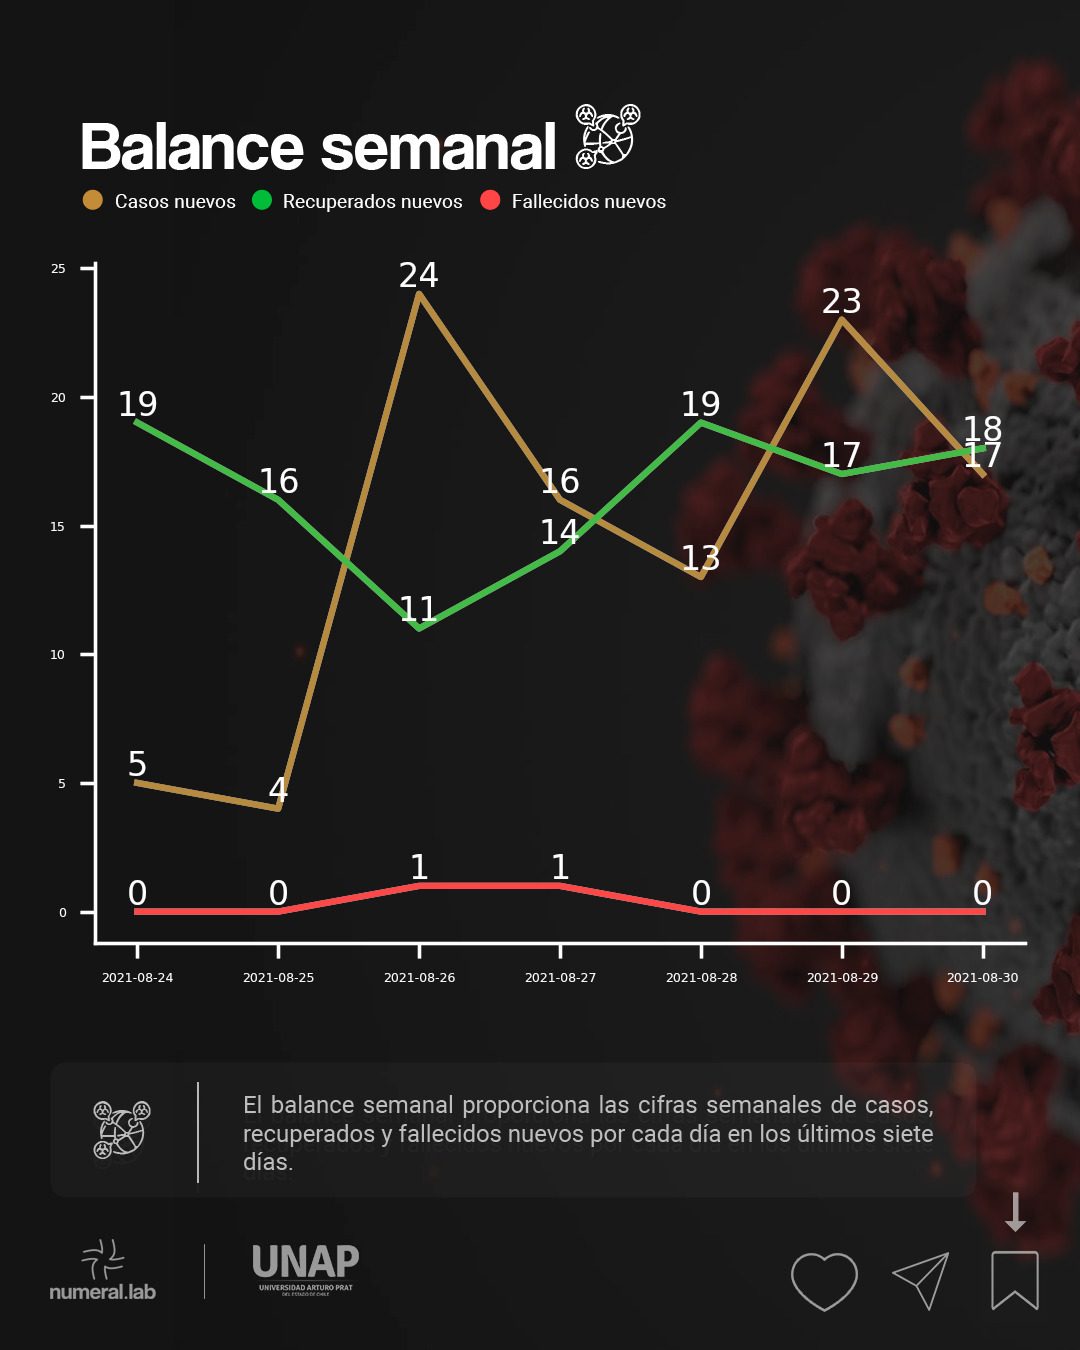 Balance semanal
Casos nuevos Recuperados nuevos Fallecidos nuevos
25
24
23
20
19
19
18
17
17
16
16
15
14
13
11
10
5
5
4
1 1
0
0 0 0 0 0
2021-08-24 2021-08-25 2021-08-26 2021-08-27 2021-08-28 2021-08-29 2021-08-30
El balance semanal proporciona las cifras semanales de casos,
recuperados y fallecidos nuevos por cada día en los últimos siete
días.
numeral.lab
UNAP
UNIVERSIDAD ARTURO PRAT
DEL ESTADO DE CHILE